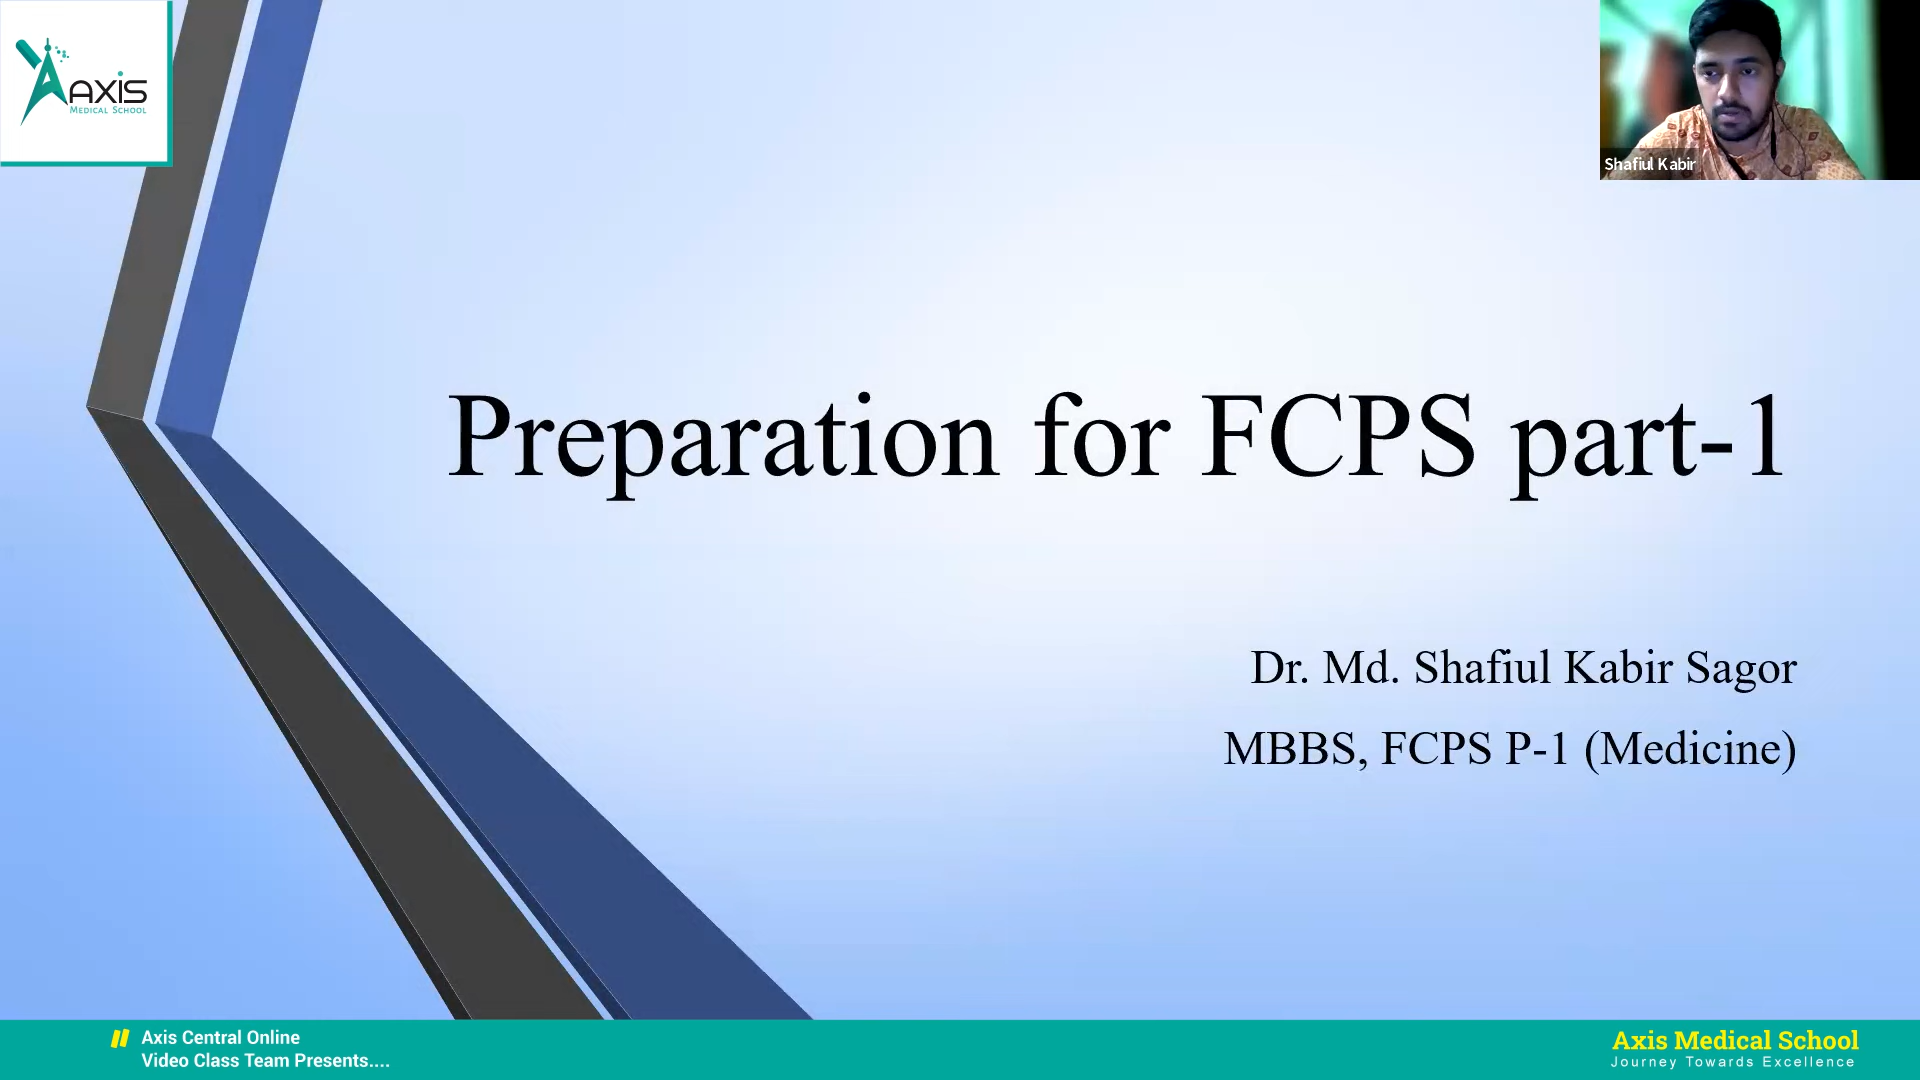 AXIS
MEDICAL SCHOOL
Shafiul Kabir
Preparation for FCPS part-1
Dr. Md. Shafiul Kabir Sagor
MBBS, FCPS P-1 (Medicine)
Axis Central Online
Video Class Team Presents....
Axis Medical School
Journey Towards Excellence